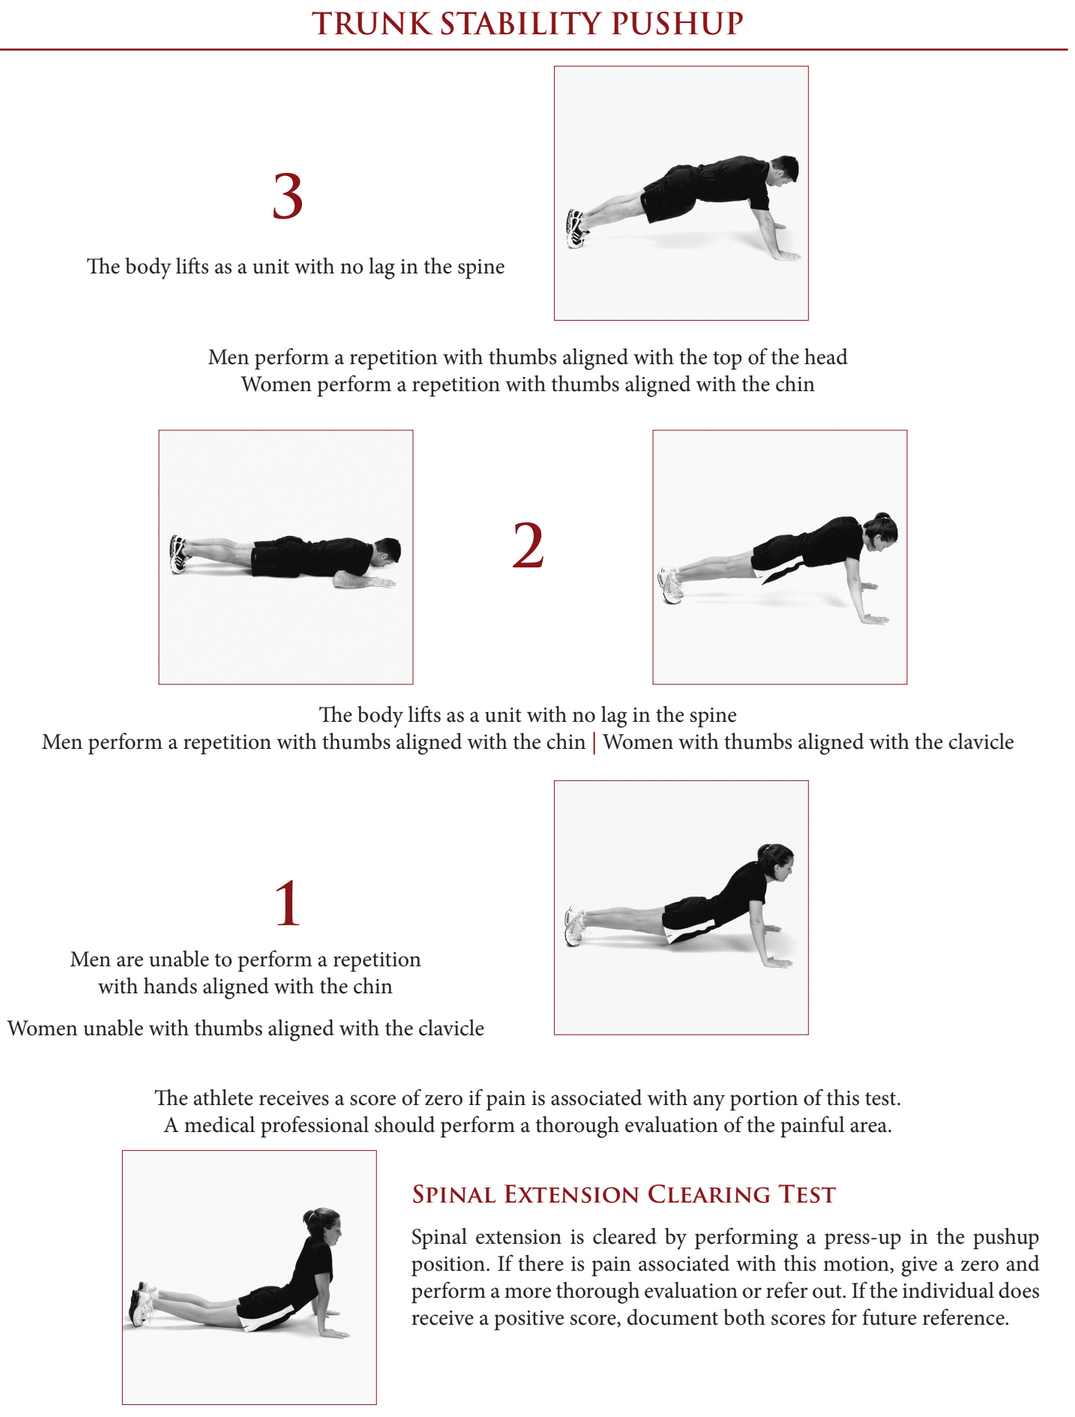 TRUNK STABILITY PUSHUP
3
The body lifts as a unit with no lag in the spine
Men perform a repetition with thumbs aligned with the top of the head
Women perform a repetition with thumbs aligned with the chin
2
The body lifts as a unit with no lag in the spine
Men perform a repetition with thumbs aligned with the chin | Women with thumbs aligned with the clavicle
1
Men are unable to perform a repetition
with hands aligned with the chin
Women unable with thumbs aligned with the clavicle
The athlete receives a score of zero if pain is associated with any portion of this test.
A medical professional should perform a thorough evaluation of the painful area.
SPINAL EXTENSION CLEARING TEST
Spinal extension is cleared by performing a press-up in the pushup
position. If there is pain associated with this motion, give a zero and
perform a more thorough evaluation or refer out. If the individual does
receive a positive score, document both scores for future reference.